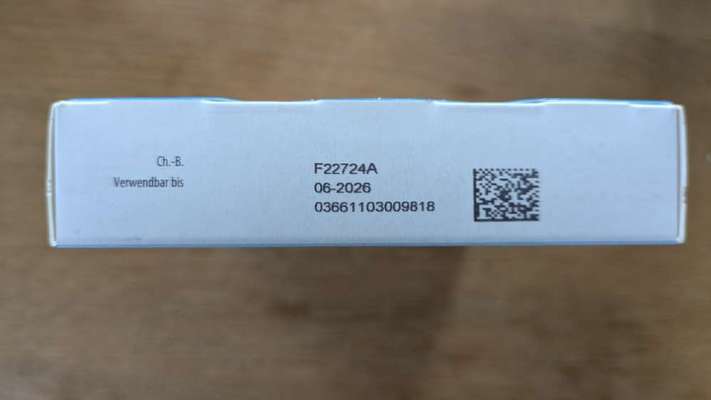 Ch.-B.
Verwendbar bis
F22724A
06-2026
03661103009818